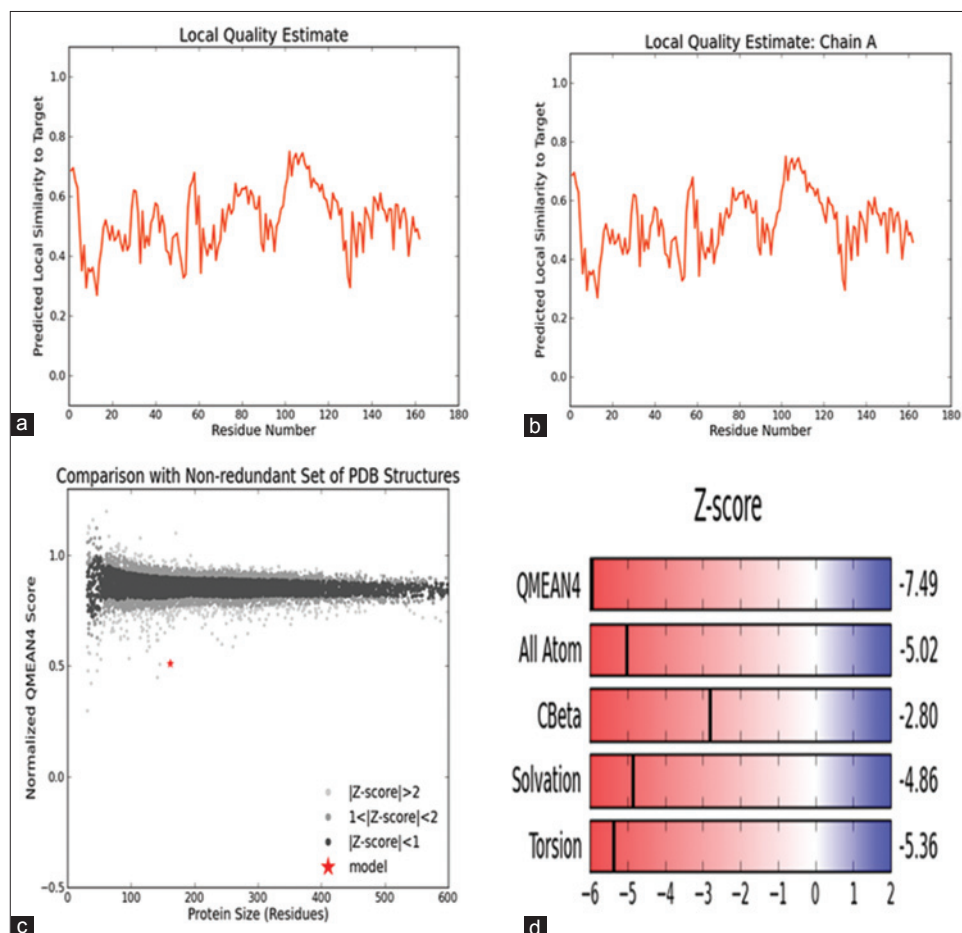 Local Quality Estimate
Predicted Local Similarity to Target
1.0
0.8
0.6
0.4
0.2
0.0
0 20 40 60 80 100 120 140 160 180
Residue Number
a
Local Quality Estimate: Chain A
Predicted Local Similarity to Target
1.0
0.8
0.6
0.4
0.2
0.0
0 20 40 60 80 100 120 140 160 180
Residue Number
b
Comparison with Non-redundant Set of PDB Structures
Normalized QMEAN4 Score
1.0
0.5
0.0
−0.5
|Z-score|>2
1<|Z-score|<2
|Z-score|<1
model
0 100 200 300 400 500 600
Protein Size (Residues)
c
Z-score
QMEAN4 -7.49
All Atom -5.02
CBeta -2.80
Solvation -4.86
Torsion -5.36
−6 −5 −4 −3 −2 −1 0 1 2
d